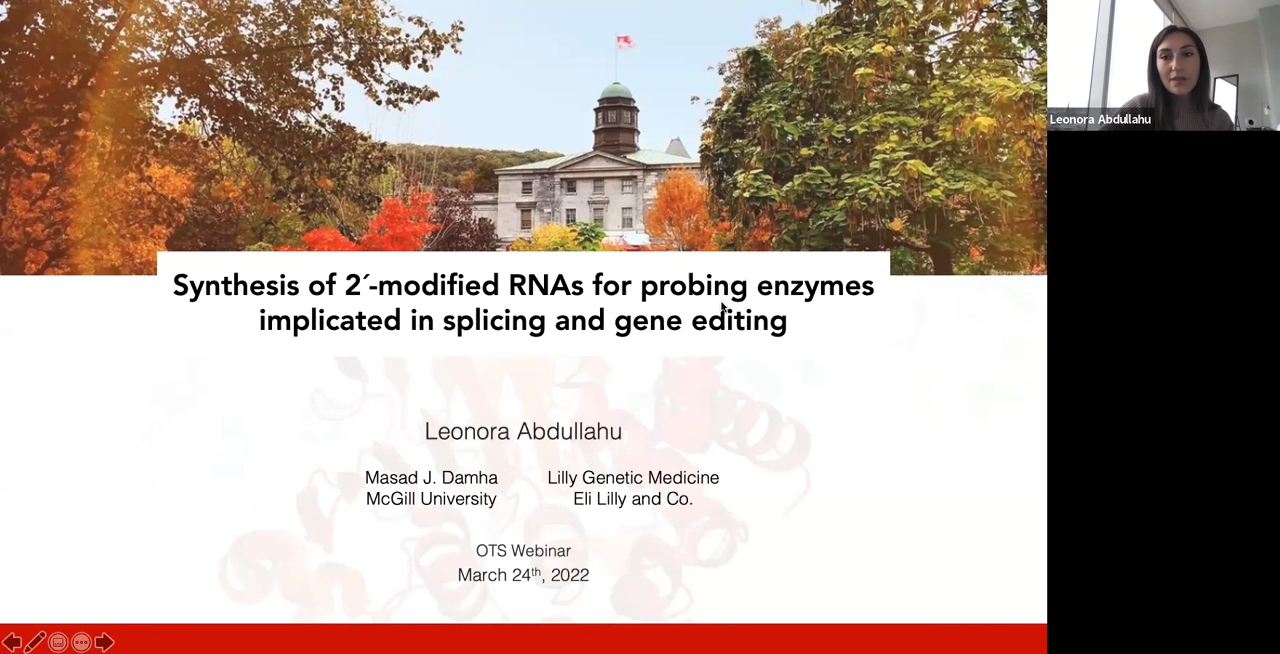 Leonora Abdullahu
Synthesis of 2´-modified RNAs for probing enzymes
implicated in splicing and gene editing
Leonora Abdullahu
Masad J. Damha
McGill University
Lilly Genetic Medicine
Eli Lilly and Co.
OTS Webinar
March 24th, 2022